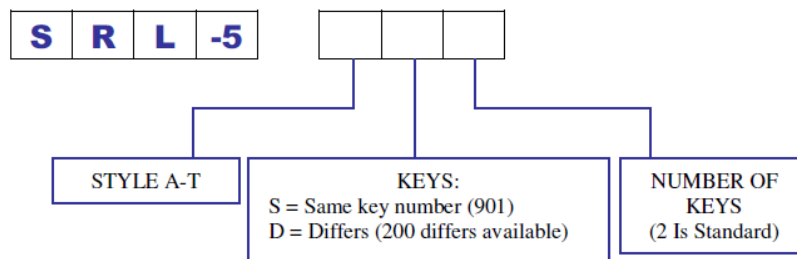 S R L -5
STYLE A-T
KEYS:
S = Same key number (901)
D = Differs (200 differs available)
NUMBER OF
KEYS
(2 Is Standard)